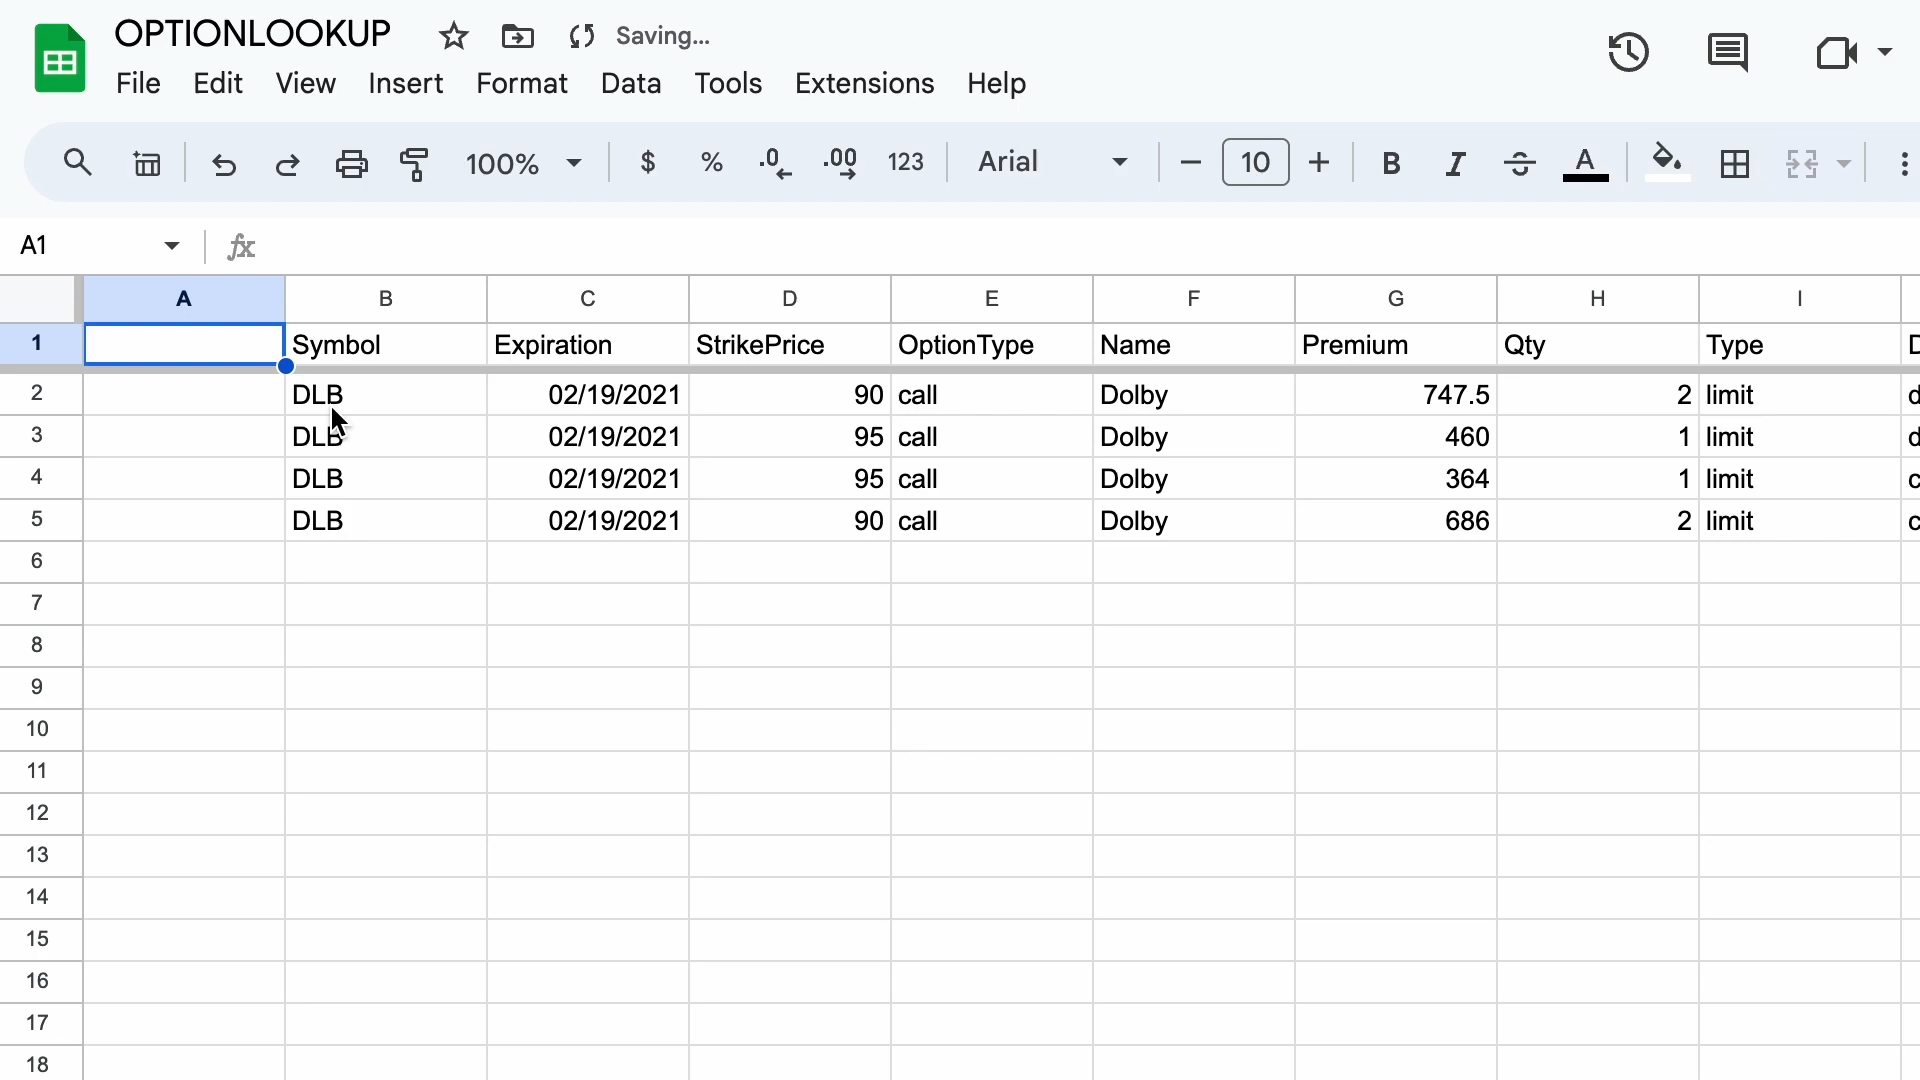 OPTIONLOOKUP Saving...
File Edit View Insert Format Data Tools Extensions Help
100% $ % .0 .00 123 Arial 10 B I S A
A1 fx
A B C D E F G H I
1 Symbol Expiration StrikePrice OptionType Name Premium Qty Type
2 DLB 02/19/2021 90 call Dolby 747.5 2 limit
3 DLB 02/19/2021 95 call Dolby 460 1 limit
4 DLB 02/19/2021 95 call Dolby 364 1 limit
5 DLB 02/19/2021 90 call Dolby 686 2 limit
6
7
8
9
10
11
12
13
14
15
16
17
18